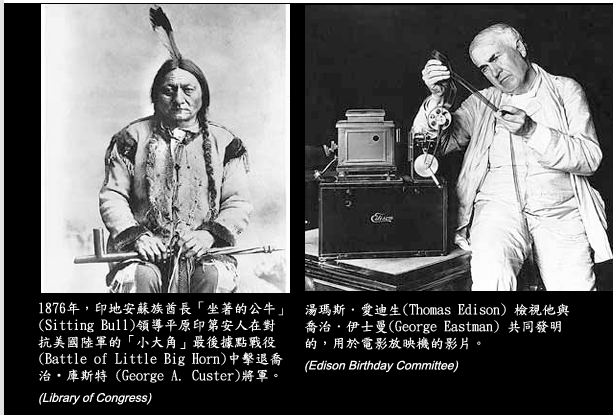 1876年，印地安蘇族酋長「坐著的公牛」
(Sitting Bull)領導平原印第安人在對
抗美國陸軍的「小大角」最後據點戰役
(Battle of Little Big Horn)中擊退喬
治·庫斯特 (George A. Custer)將軍。
(Library of Congress)
Edison
湯瑪斯·愛迪生(Thomas Edison) 檢視他與
喬治·伊士曼(George Eastman) 共同發明
的，用於電影放映機的影片。
(Edison Birthday Committee)